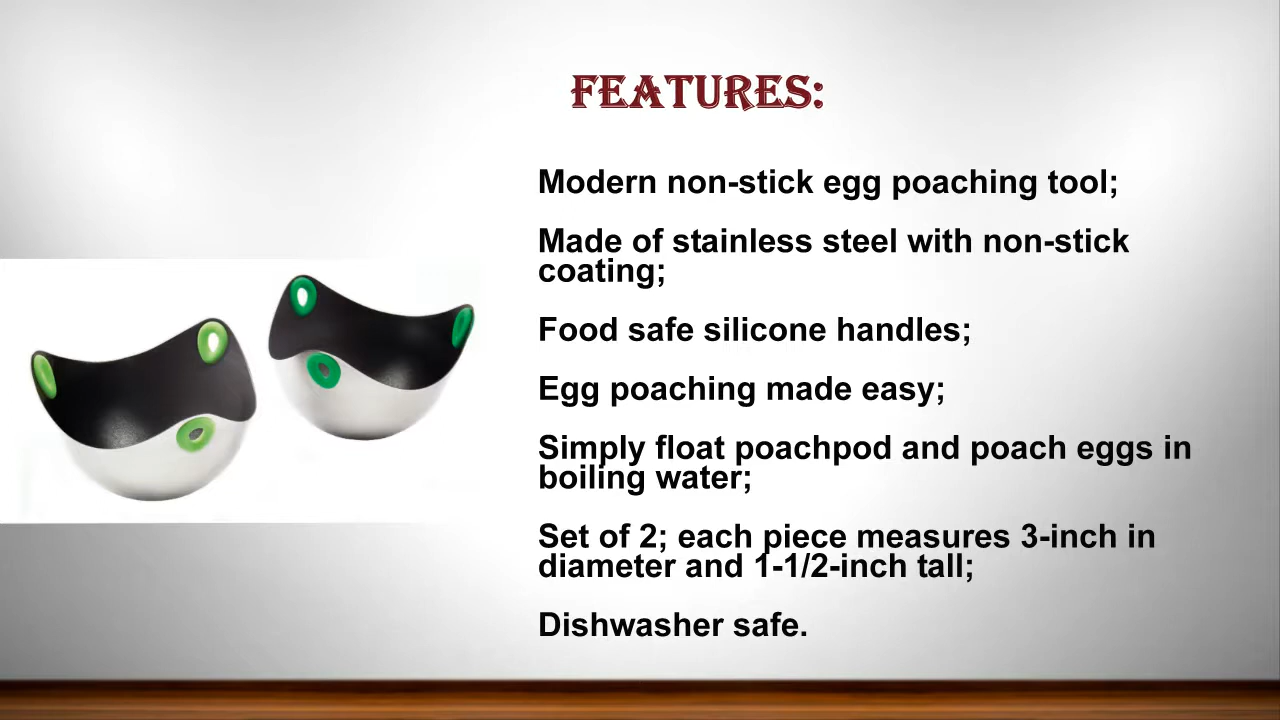 FEATURES:
Modern non-stick egg poaching tool;
Made of stainless steel with non-stick
coating;
Food safe silicone handles;
Egg poaching made easy;
Simply float poachpod and poach eggs in
boiling water;
Set of 2; each piece measures 3-inch in
diameter and 1-1/2-inch tall;
Dishwasher safe.